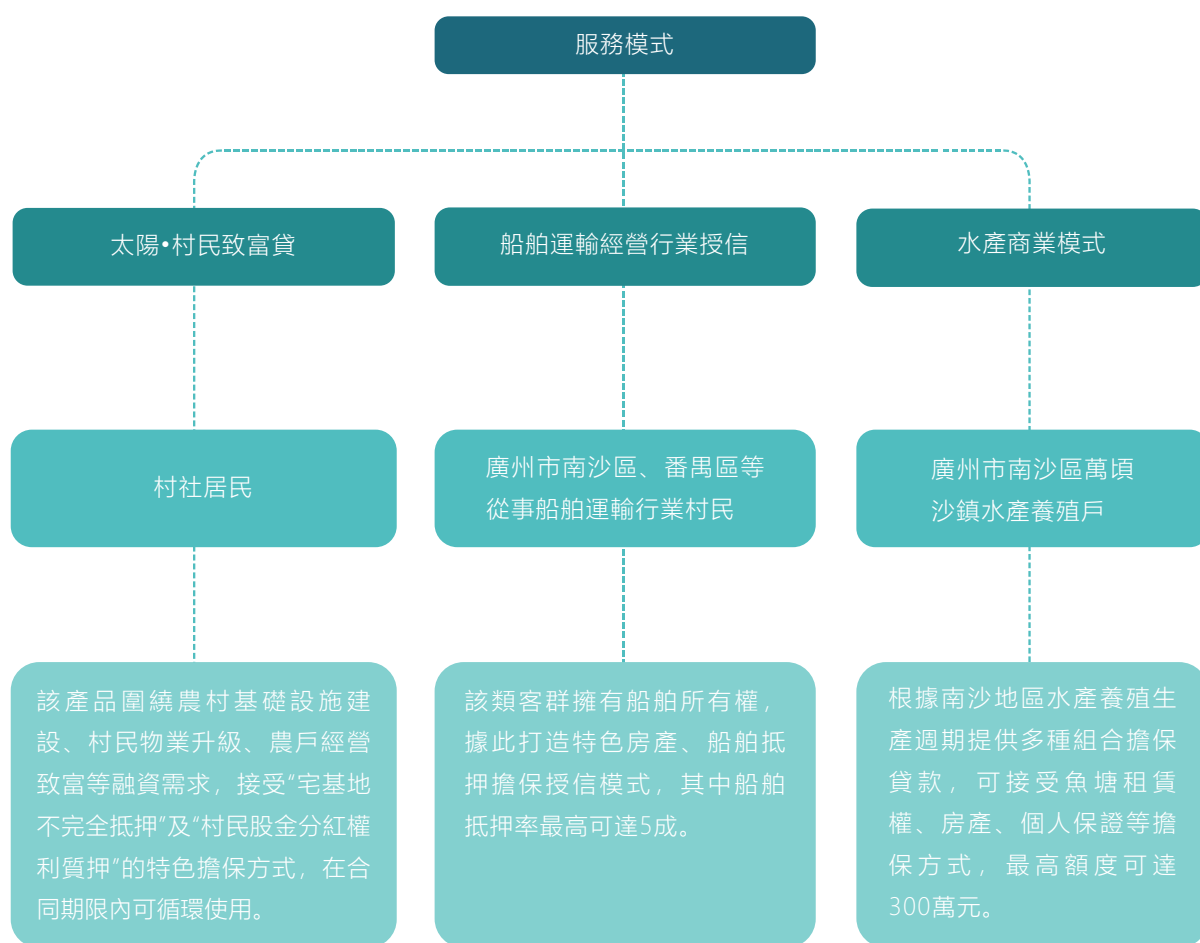 服務模式
太陽•村民致富貸
船舶運輸經營行業授信
水產商業模式
村社居民
廣州市南沙區、番禺區等
從事船舶運輸行業村民
廣州市南沙區萬頃
沙鎮水產養殖戶
該產品圍繞農村基礎設施建
設、村民物業升級、農戶經營
致富等融資需求，接受“宅基地
不完全抵押”及“村民股金分紅權
利質押”的特色擔保方式，在合
同期限內可循環使用。
該類客群擁有船舶所有權，
據此打造特色房產、船舶抵
押擔保授信模式，其中船舶
抵押率最高可達5成。
根據南沙地區水產養殖生
產週期提供多種組合擔保
貸款，可接受魚塘租賃
權、房產、個人保證等擔
保方式，最高額度可達
300萬元。